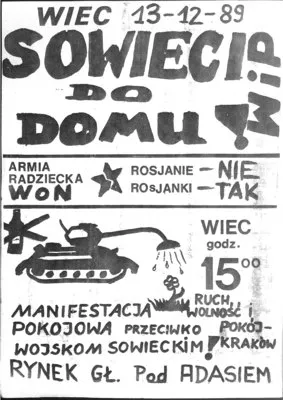 WIEC 13-12-89
SOWIECI
DO
DOMU!
WiP
ARMIA
RADZIECKA
WON
ROSJANIE – NIE
ROSJANKI – TAK
WIEC
godz.
15⁰⁰
MANIFESTACJA
POKOJOWA PRZECIWKO
WOJSKOM SOWIECKIM!
RUCH
WOLNOŚĆ I
POKÓJ-
KRAKÓW
RYNEK GŁ. Pod ADASIEM